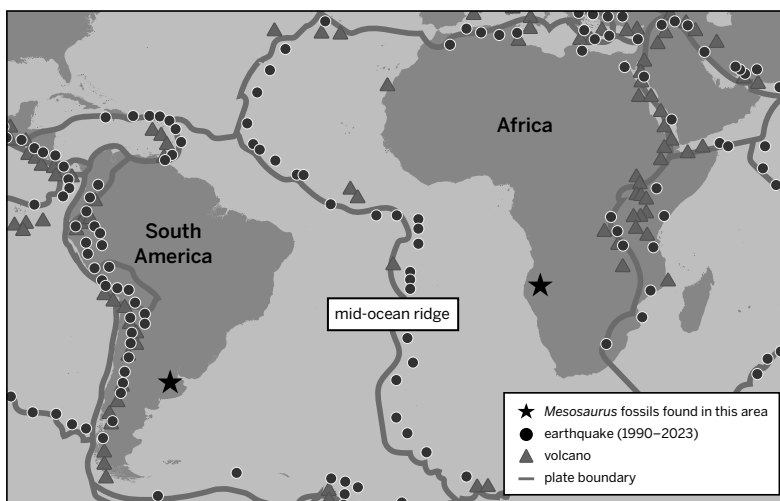 Africa
South
America
mid-ocean ridge
Mesosaurus fossils found in this area
earthquake (1990–2023)
volcano
plate boundary